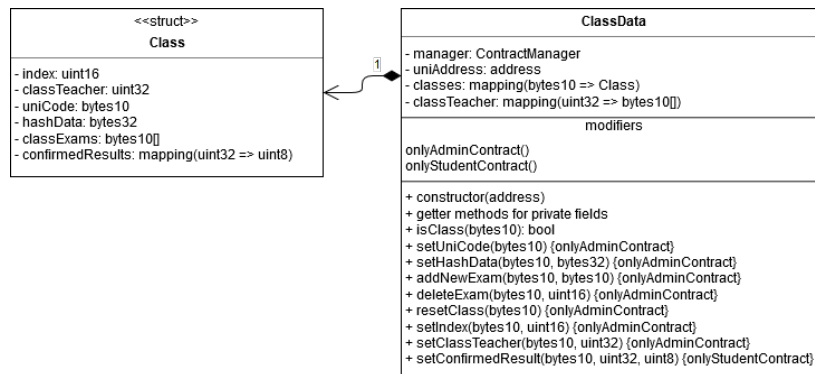 <<struct>>
Class
- index: uint16
- classTeacher: uint32
- uniCode: bytes10
- hashData: bytes32
- classExams: bytes10[]
- confirmedResults: mapping(uint32 => uint8)
1
ClassData
- manager: ContractManager
- uniAddress: address
- classes: mapping(bytes10 => Class)
- classTeacher: mapping(uint32 => bytes10[])
modifiers
onlyAdminContract()
onlyStudentContract()
+ constructor(address)
+ getter methods for private fields
+ isClass(bytes10): bool
+ setUniCode(bytes10) {onlyAdminContract}
+ setHashData(bytes10, bytes32) {onlyAdminContract}
+ addNewExam(bytes10, bytes10) {onlyAdminContract}
+ deleteExam(bytes10, uint16) {onlyAdminContract}
+ resetClass(bytes10) {onlyAdminContract}
+ setIndex(bytes10, uint16) {onlyAdminContract}
+ setClassTeacher(bytes10, uint32) {onlyAdminContract}
+ setConfirmedResult(bytes10, uint32, uint8) {onlyStudentContract}